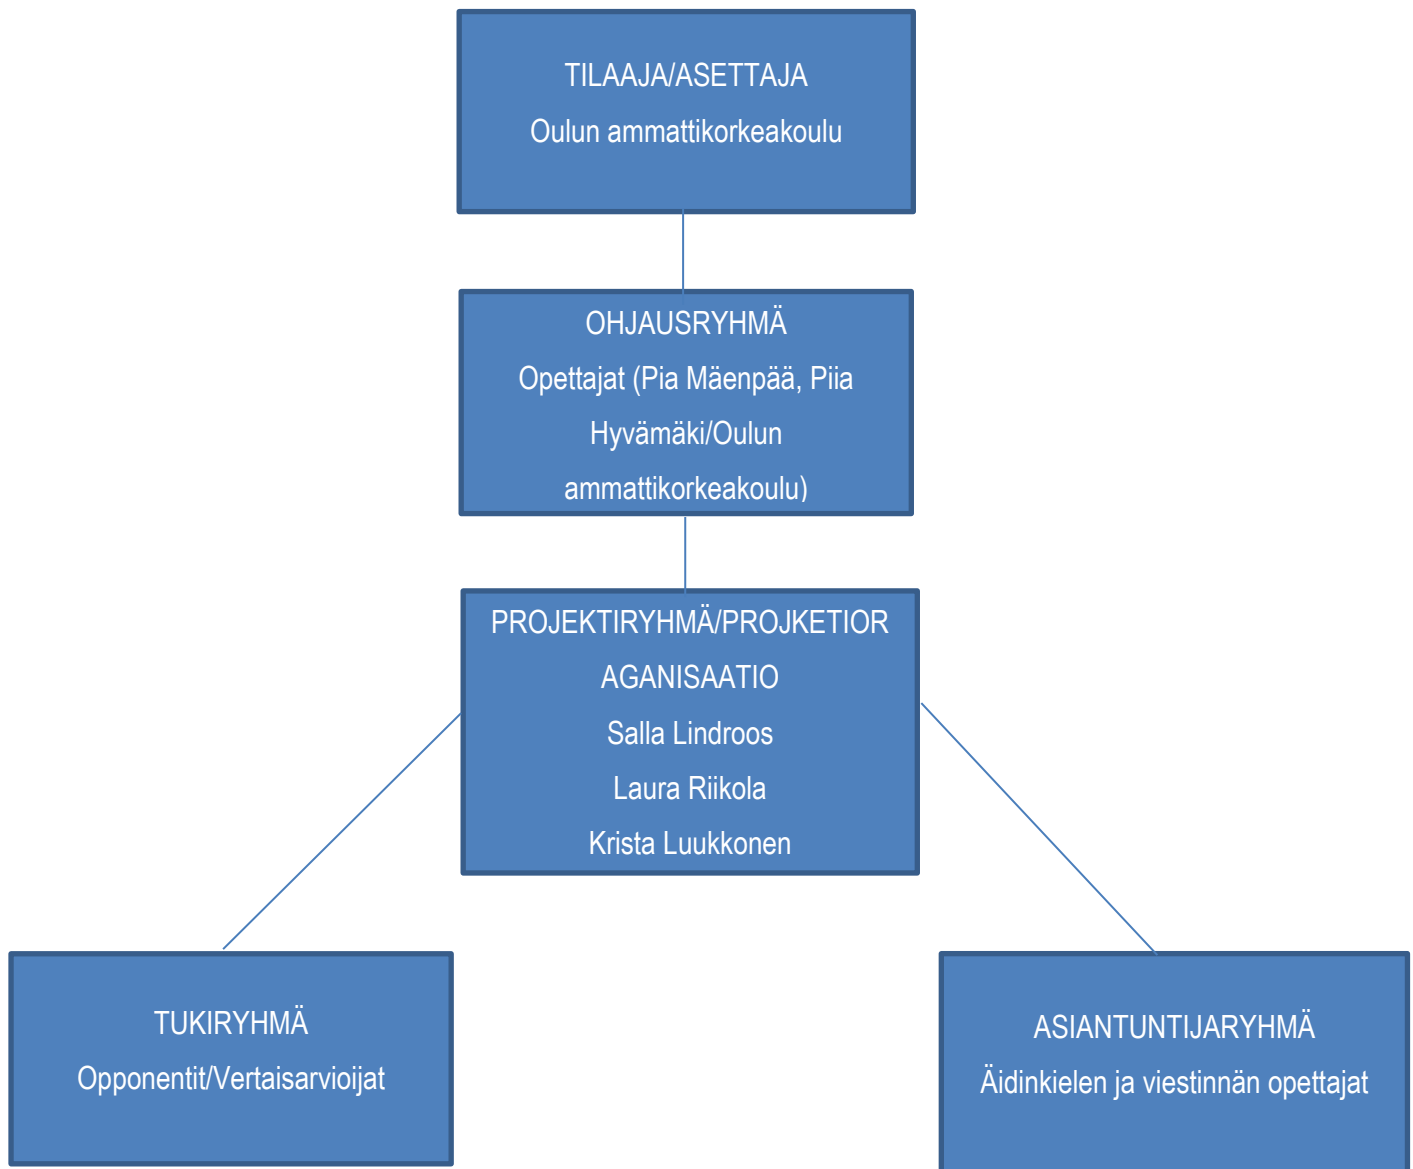 TILAAJA/ASETTAJA
Oulun ammattikorkeakoulu
OHJAUSRYHMÄ
Opettajat (Pia Mäenpää, Piia
Hyvämäki/Oulun
ammattikorkeakoulu)
PROJEKTIRYHMÄ/PROJKETIOR
AGANISAATIO
Salla Lindroos
Laura Riikola
Krista Luukkonen
TUKIRYHMÄ
Opponentit/Vertaisarvioijat
ASIANTUNTIJARYHMÄ
Äidinkielen ja viestinnän opettajat